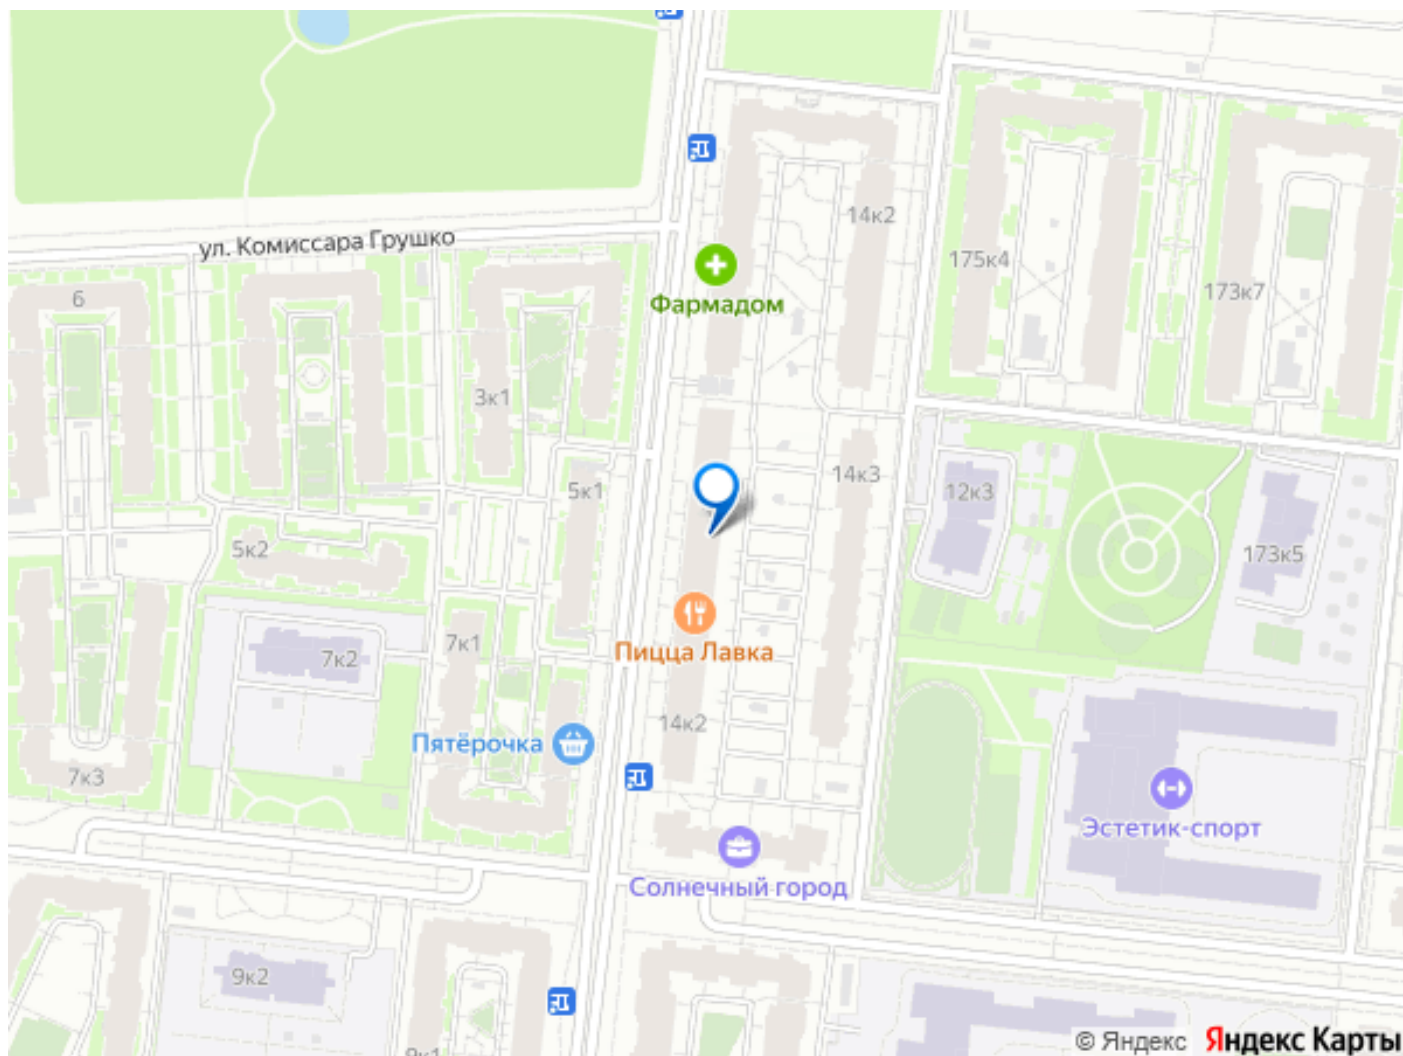 ул. Комиссара Грушко
14к2
175к4
173к7
Фармадом
6
3к1
5к1
14к3
12к3
173к5
5к2
7к1
7к2
Пицца Лавка
14к2
Пятёрочка
7к3
Эстетик-спорт
Солнечный город
9к2
9к1
© Яндекс Яндекс Карты